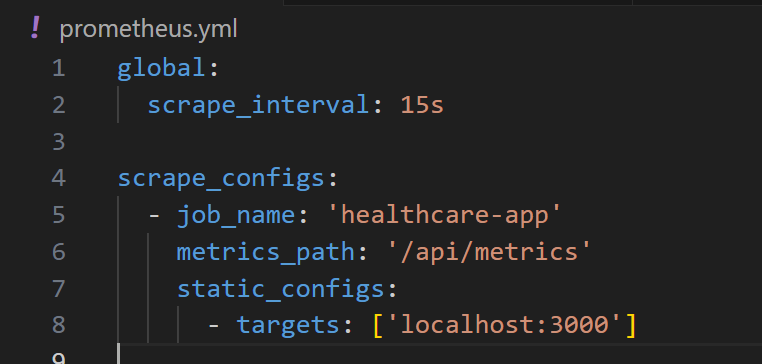 ! prometheus.yml
1 global:
2   scrape_interval: 15s
3
4 scrape_configs:
5   - job_name: 'healthcare-app'
6     metrics_path: '/api/metrics'
7     static_configs:
8       - targets: ['localhost:3000']
9